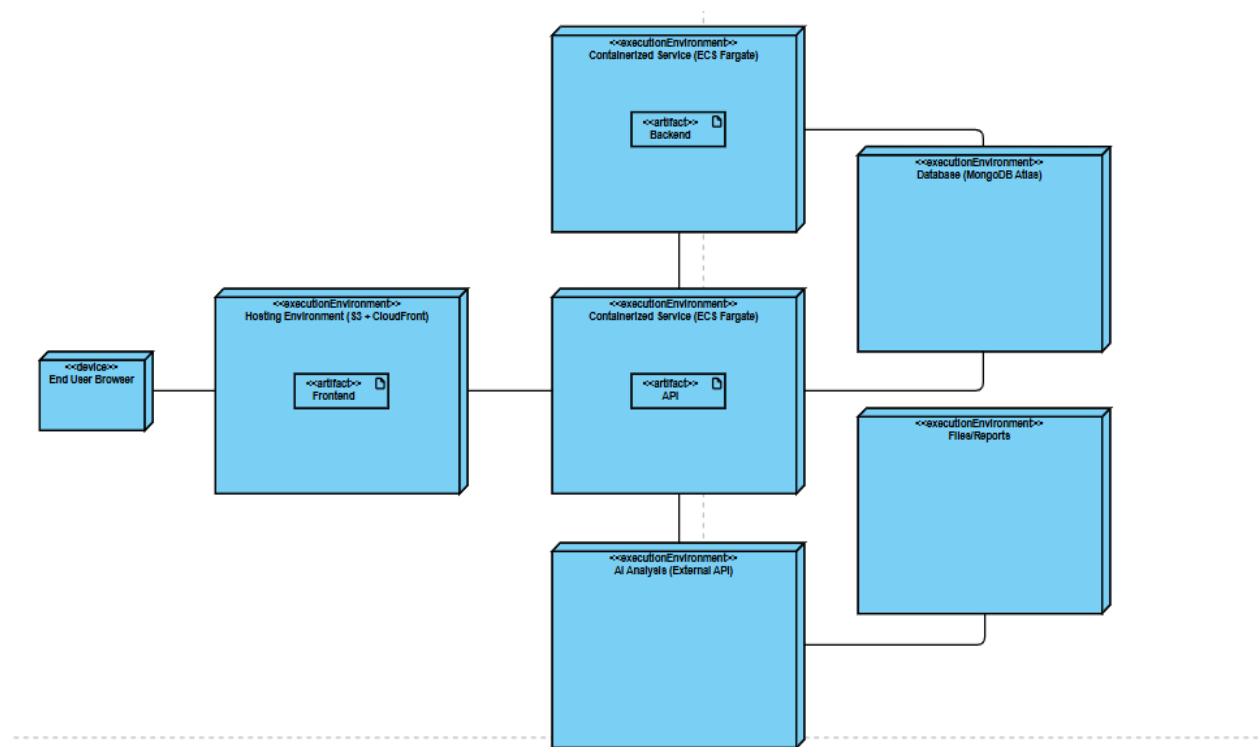 <<executionEnvironment>>
Containerized Service (ECS Fargate)
<<artifact>>
Backend
<<executionEnvironment>>
Database (MongoDB Atlas)
<<executionEnvironment>>
Hosting Environment (S3 + CloudFront)
<<artifact>>
Frontend
<<executionEnvironment>>
Containerized Service (ECS Fargate)
<<artifact>>
API
<<device>>
End User Browser
<<executionEnvironment>>
Files/Reports
<<executionEnvironment>>
AI Analysis (External API)